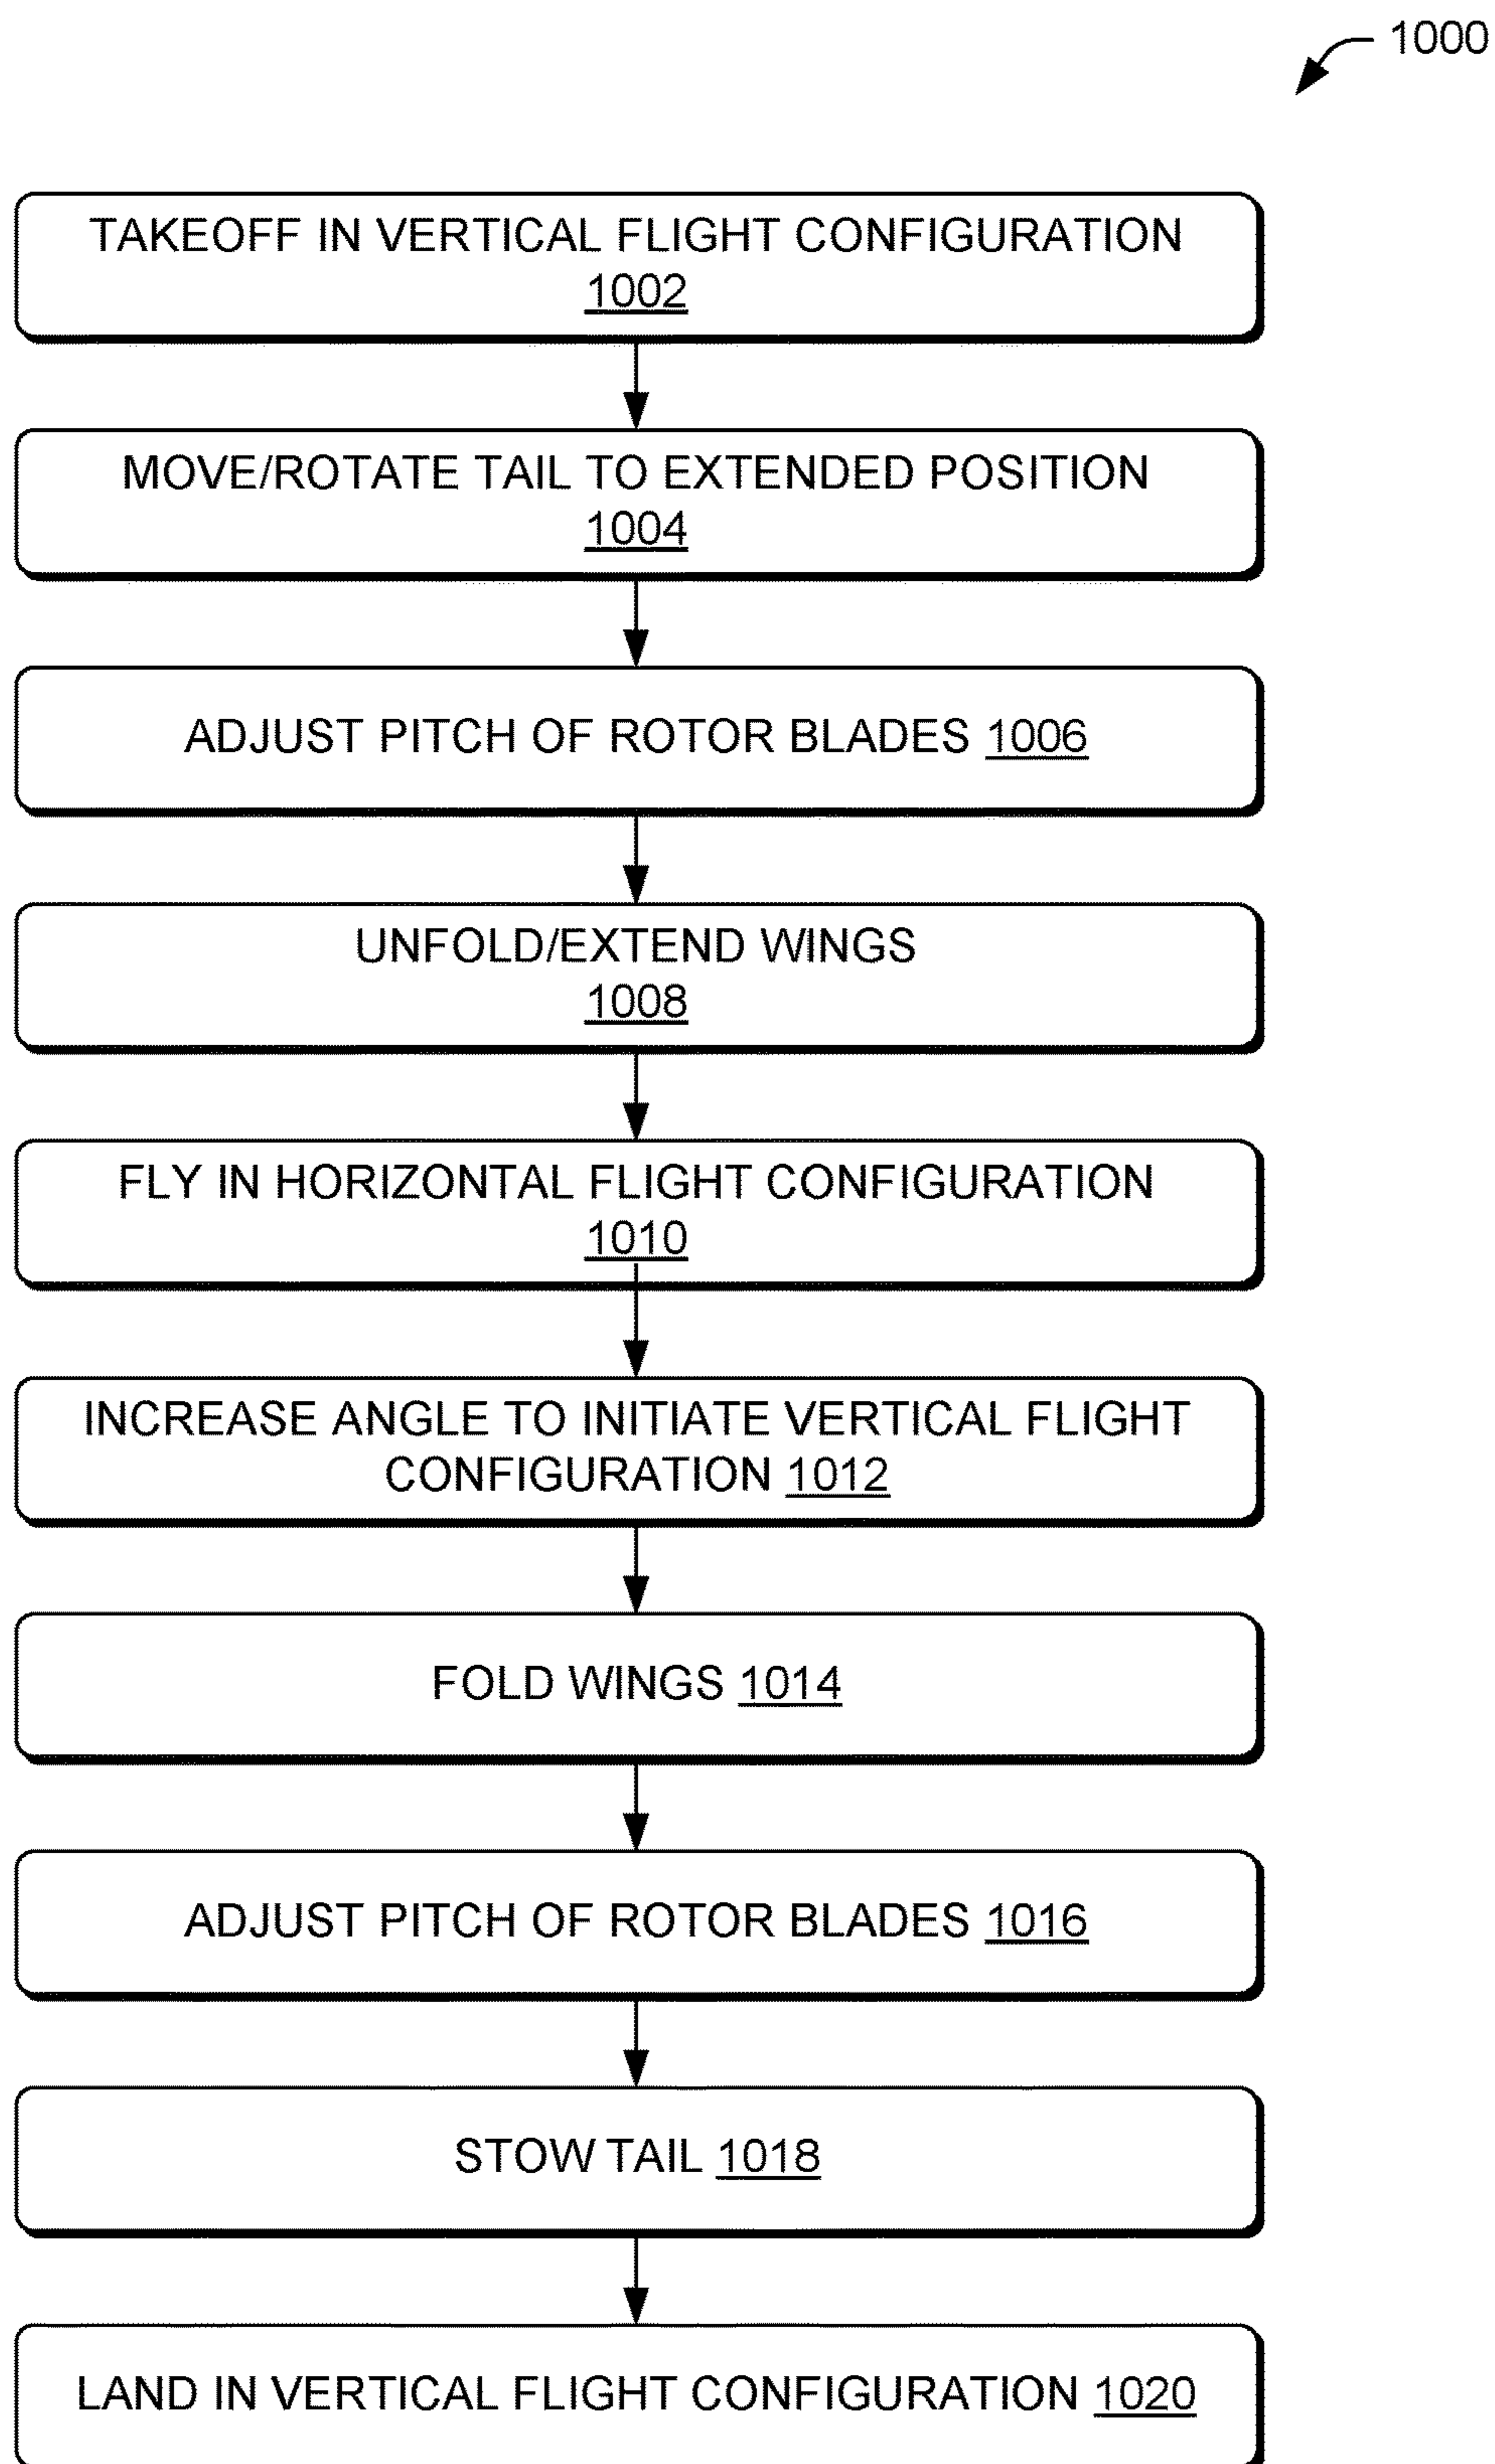 1000
TAKEOFF IN VERTICAL FLIGHT CONFIGURATION
1002
MOVE/ROTATE TAIL TO EXTENDED POSITION
1004
ADJUST PITCH OF ROTOR BLADES 1006
UNFOLD/EXTEND WINGS
1008
FLY IN HORIZONTAL FLIGHT CONFIGURATION
1010
INCREASE ANGLE TO INITIATE VERTICAL FLIGHT
CONFIGURATION 1012
FOLD WINGS 1014
ADJUST PITCH OF ROTOR BLADES 1016
STOW TAIL 1018
LAND IN VERTICAL FLIGHT CONFIGURATION 1020